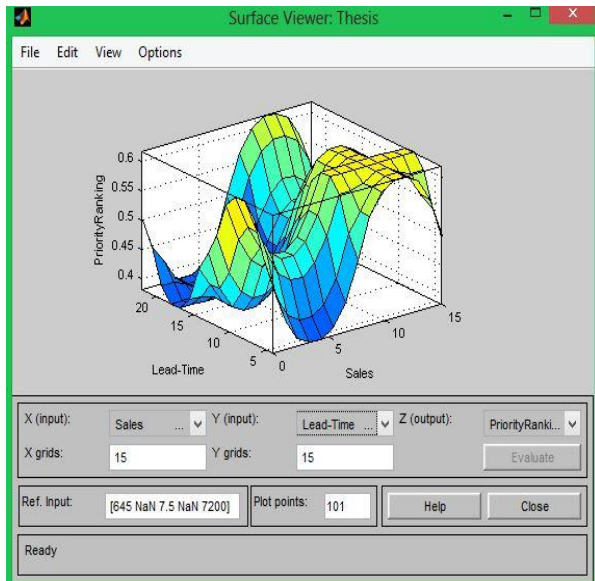 Surface Viewer: Thesis
File Edit View Options
0.6
0.55
0.5
0.45
0.4
PriorityRanking
20
15
10
5
Lead-Time
0
5
10
15
Sales
X (input): Sales ... Y (input): Lead-Time ... Z (output): PriorityRanki...
X grids: 15 Y grids: 15 Evaluate
Ref. Input: [645 NaN 7.5 NaN 7200] Plot points: 101 Help Close
Ready